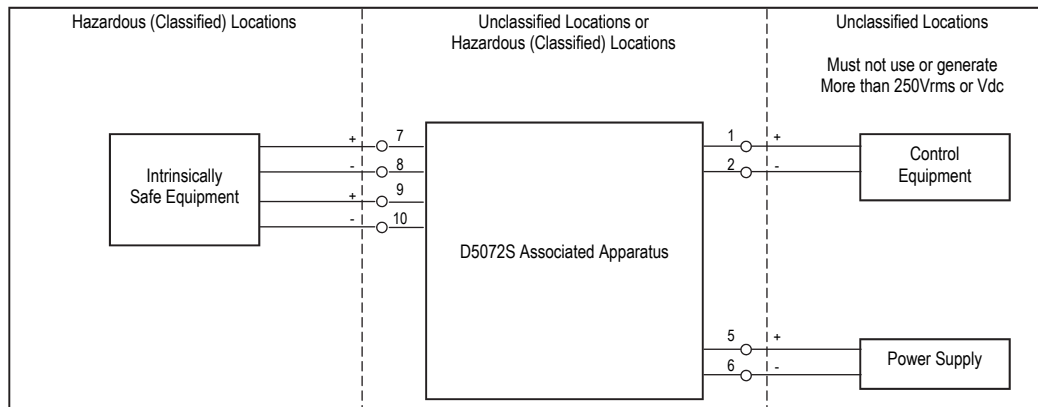 Hazardous (Classified) Locations
Unclassified Locations or
Hazardous (Classified) Locations
Unclassified Locations
Must not use or generate
More than 250Vrms or Vdc
Intrinsically
Safe Equipment
+ 7
- 8
+ 9
- 10
D5072S Associated Apparatus
1 +
2 -
Control
Equipment
5 +
6 -
Power Supply